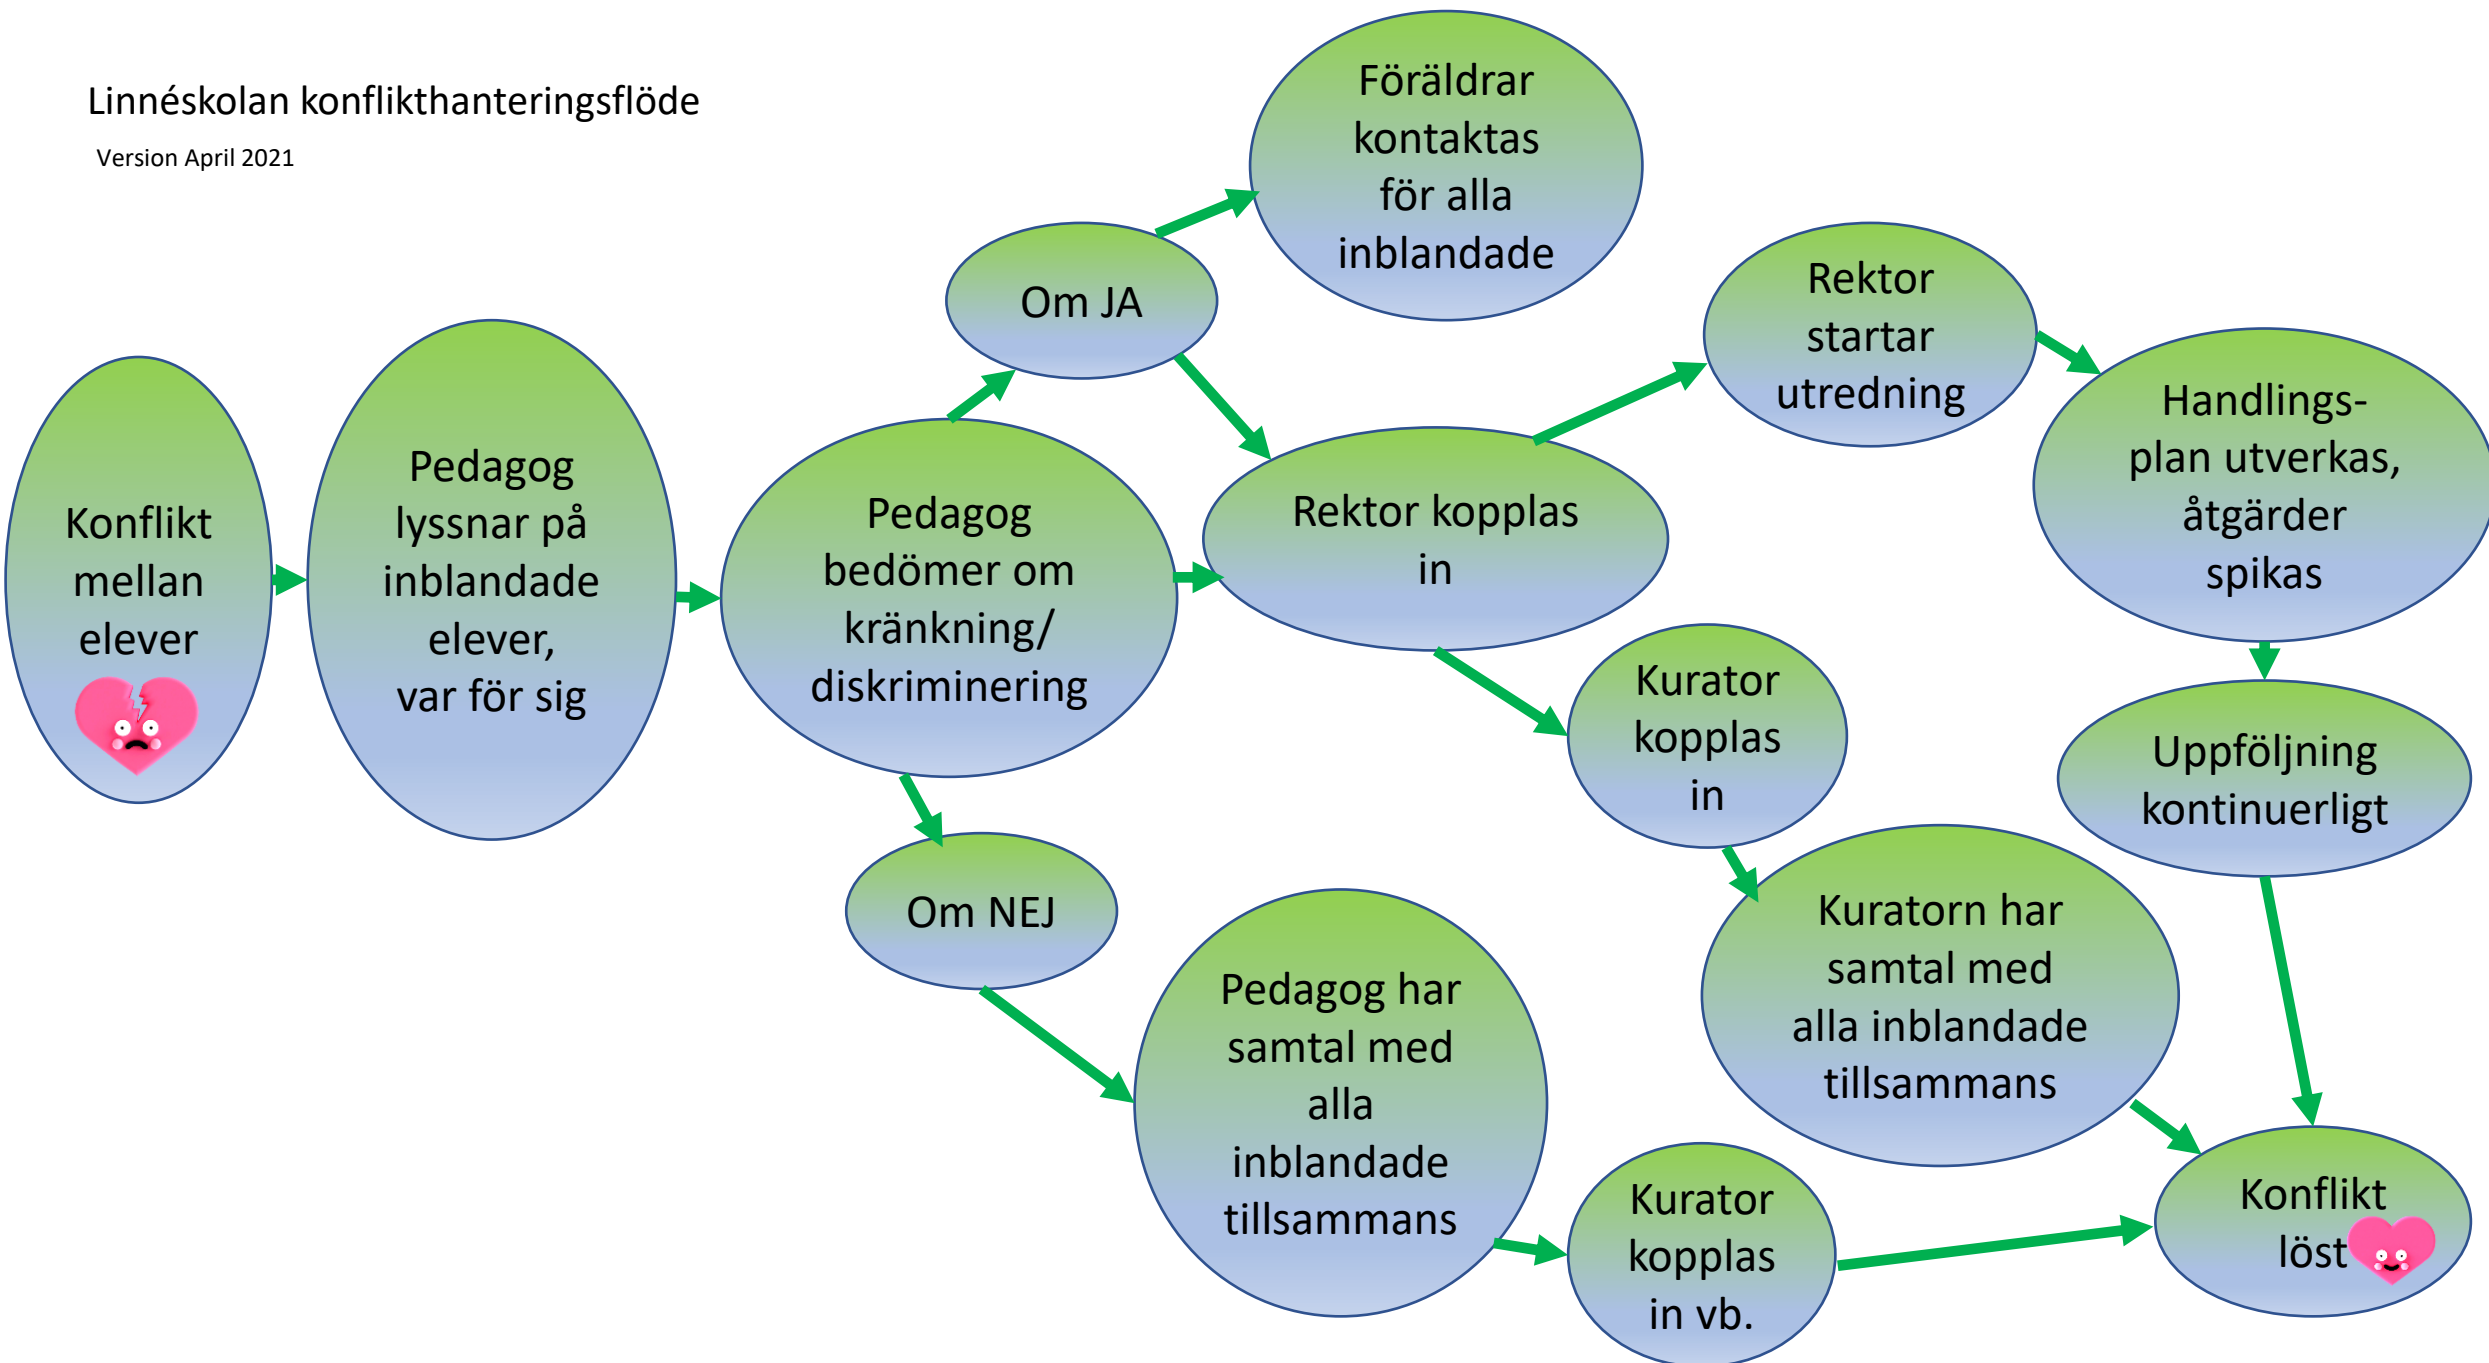 Linnéskolan konflikthanteringsflöde
Version April 2021
Konflikt
mellan
elever
Pedagog
lyssnar på
inblandade
elever,
var för sig
Pedagog
bedömer om
kränkning/
diskriminering
Om JA
Föräldrar
kontaktas
för alla
inblandade
Rektor kopplas
in
Rektor
startar
utredning
Handlings-
plan utverkas,
åtgärder
spikas
Uppföljning
kontinuerligt
Kurator
kopplas
in
Kuratorn har
samtal med
alla inblandade
tillsammans
Om NEJ
Pedagog har
samtal med
alla
inblandade
tillsammans
Kurator
kopplas
in vb.
Konflikt
löst